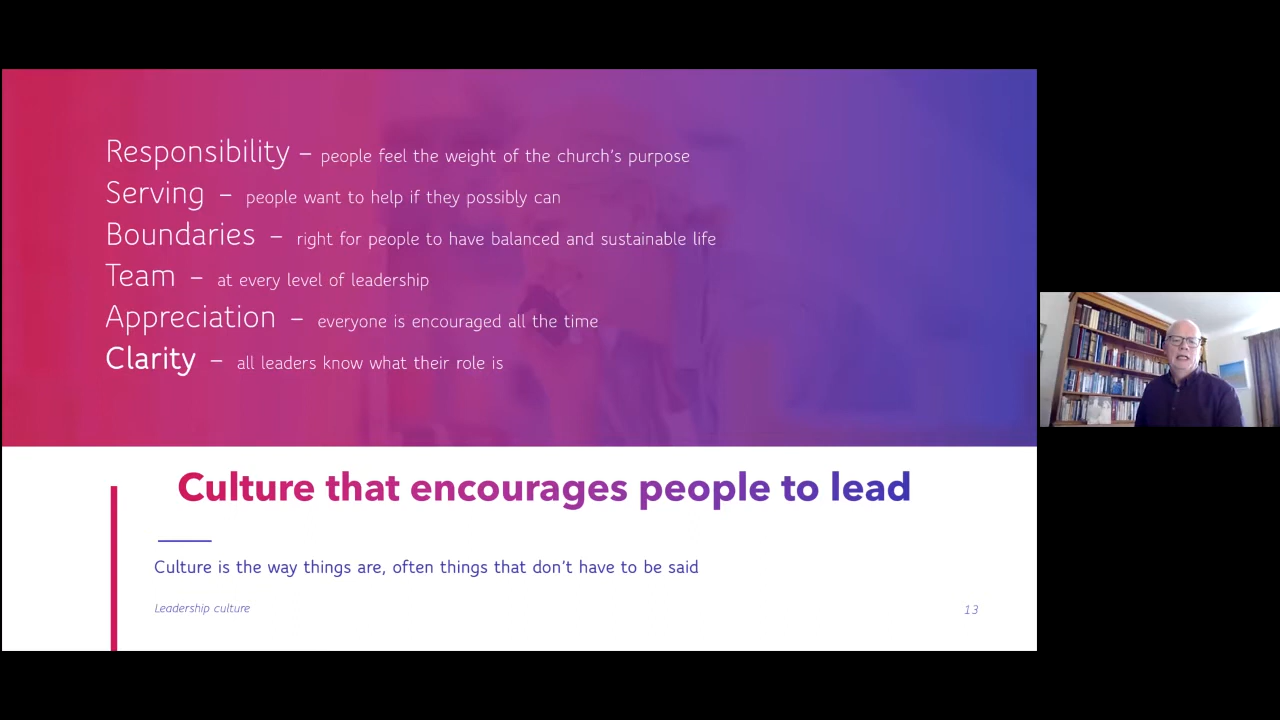 Responsibility – people feel the weight of the church's purpose
Serving – people want to help if they possibly can
Boundaries – right for people to have balanced and sustainable life
Team – at every level of leadership
Appreciation – everyone is encouraged all the time
Clarity – all leaders know what their role is
Culture that encourages people to lead
Culture is the way things are, often things that don't have to be said
Leadership culture
13